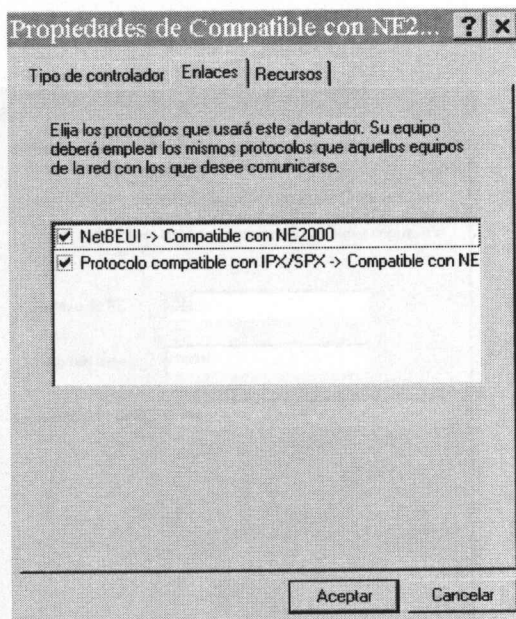 Propiedades de Compatible con NE2...
Tipo de controlador Enlaces Recursos
Elija los protocolos que usará este adaptador. Su equipo
deberá emplear los mismos protocolos que aquellos equipos
de la red con los que desee comunicarse.
NetBEUI -> Compatible con NE2000
Protocolo compatible con IPX/SPX -> Compatible con NE
Aceptar Cancelar